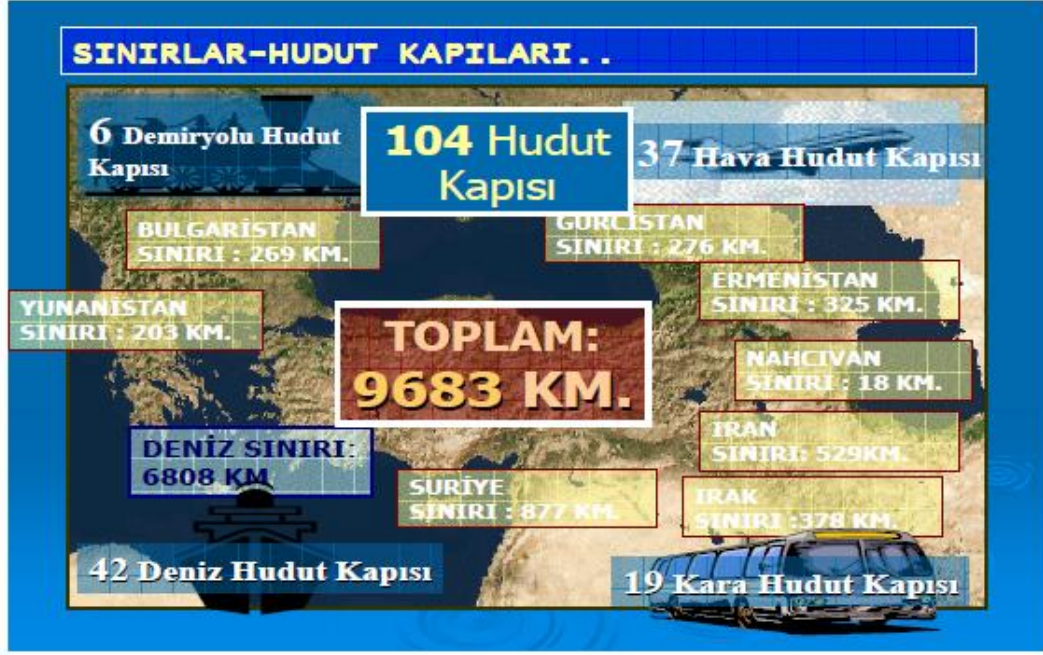 SINIRLAR-HUDUT KAPILARI..
6 Demiryolu Hudut
Kapısı
104 Hudut
Kapısı
37 Hava Hudut Kapısı
BULGARİSTAN
SINIRI : 269 KM.
GÜRCİSTAN
SINIRI : 276 KM.
ERMENİSTAN
SINIRI : 325 KM.
YUNANİSTAN
SINIRI : 203 KM.
TOPLAM:
9683 KM.
NAHCIVAN
SINIRI : 18 KM.
DENİZ SINIRI:
6808 KM
IRAN
SINIRI: 529KM.
SURİYE
SINIRI : 877 KM.
IRAK
SINIRI :378 KM.
42 Deniz Hudut Kapısı
19 Kara Hudut Kapısı